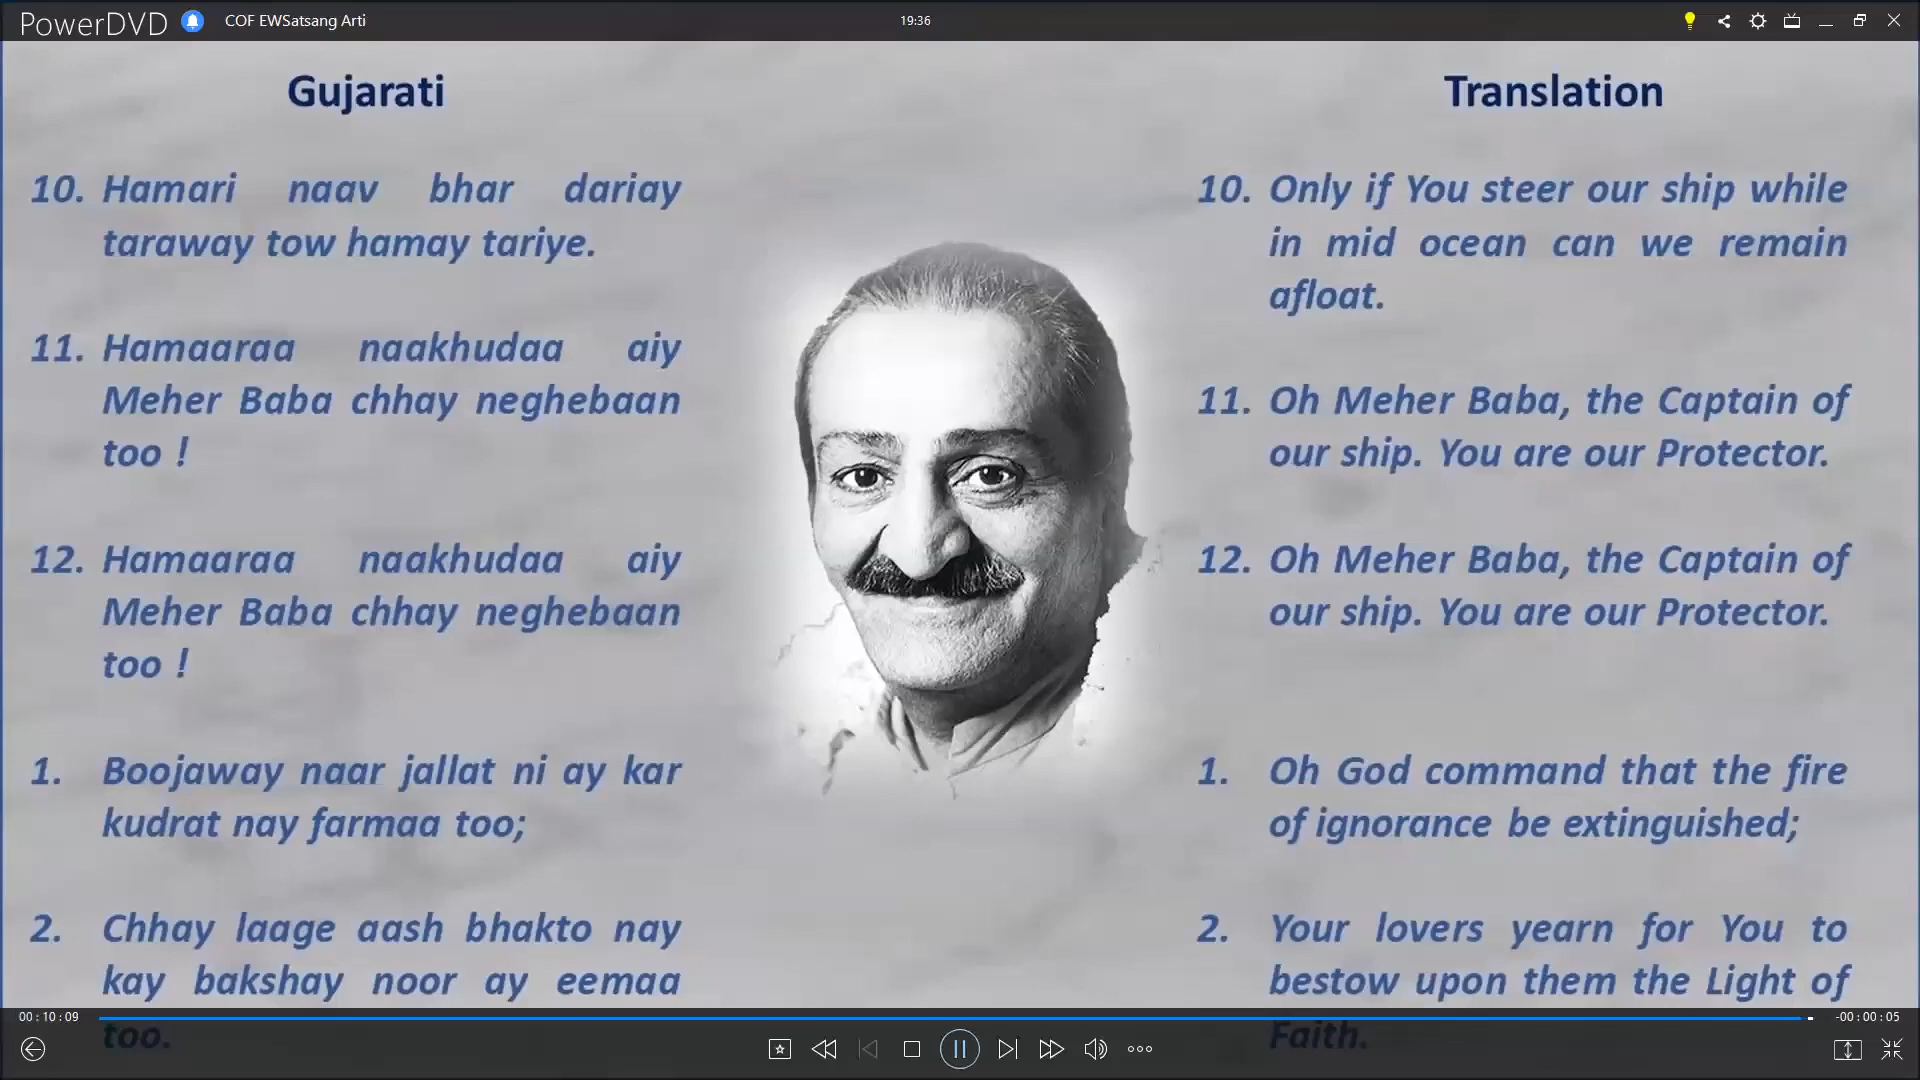 PowerDVD
COF EWSatsang Arti
19:36
Gujarati
10. Hamari naav bhar dariay
taraway tow hamay tariye.
11. Hamaaraa naakhudaa aiy
Meher Baba chhay neghebaan
too !
12. Hamaaraa naakhudaa aiy
Meher Baba chhay neghebaan
too !
1. Boojaway naar jallat ni ay kar
kudrat nay farmaa too;
2. Chhay laage aash bhakto nay
kay bakshay noor ay eemaa
too.
Translation
10. Only if You steer our ship while
in mid ocean can we remain
afloat.
11. Oh Meher Baba, the Captain of
our ship. You are our Protector.
12. Oh Meher Baba, the Captain of
our ship. You are our Protector.
1. Oh God command that the fire
of ignorance be extinguished;
2. Your lovers yearn for You to
bestow upon them the Light of
Faith.
00:10:09
-00:00:05